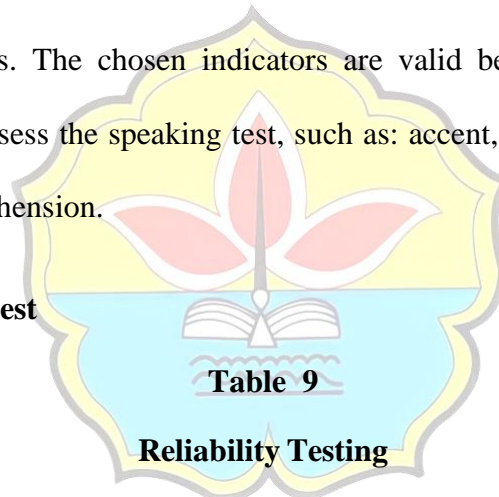 s. The chosen indicators are valid be
sess the speaking test, such as: accent,
hension.
est
Table 9
Reliability Testing